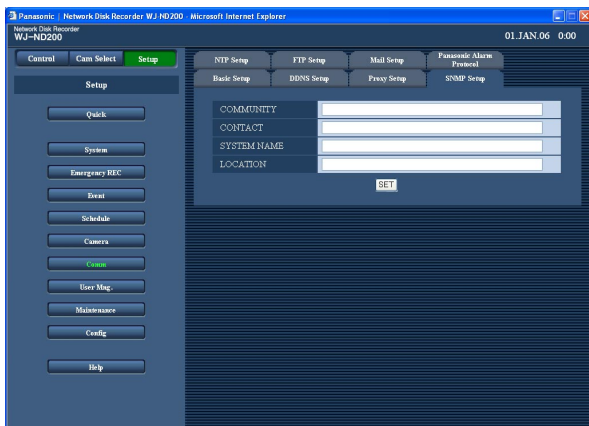 Panasonic | Network Disk Recorder WJ-ND200 - Microsoft Internet Explorer
Network Disk Recorder
WJ-ND200
01.JAN.06 0:00
Control Cam Select Setup
Setup
Quick
System
Emergency REC
Event
Schedule
Camera
Comm
User Mng.
Maintenance
Config
Help
NTP Setup FTP Setup Mail Setup Panasonic Alarm Protocol
Basic Setup DDNS Setup Proxy Setup SNMP Setup
COMMUNITY
CONTACT
SYSTEM NAME
LOCATION
SET